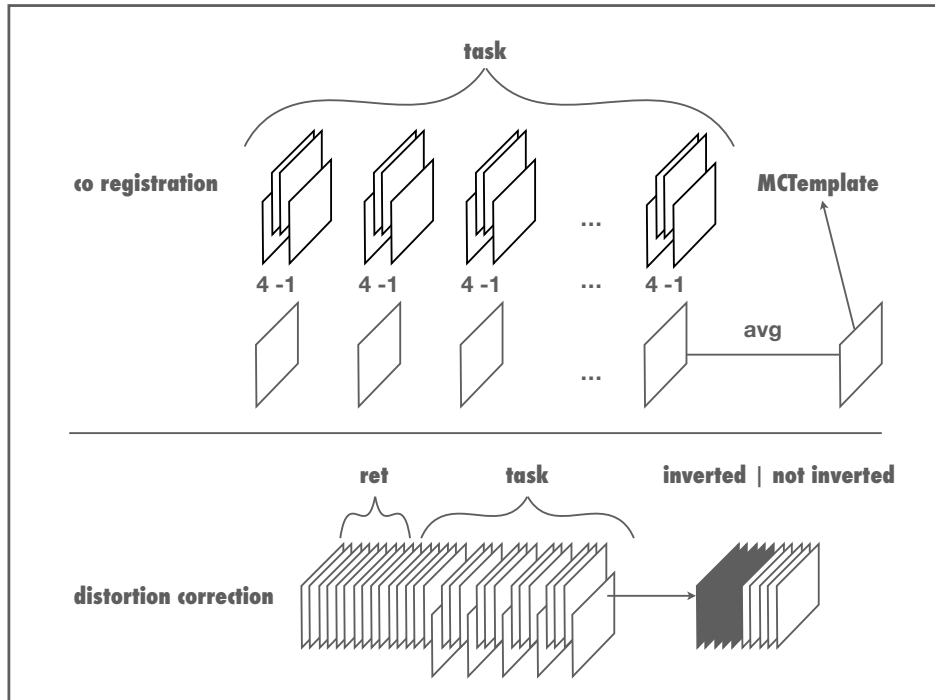 task
co registration
MCTemplate
...
4 -1 4 -1 4 -1 ... 4 -1
avg
...
ret task inverted | not inverted
distortion correction